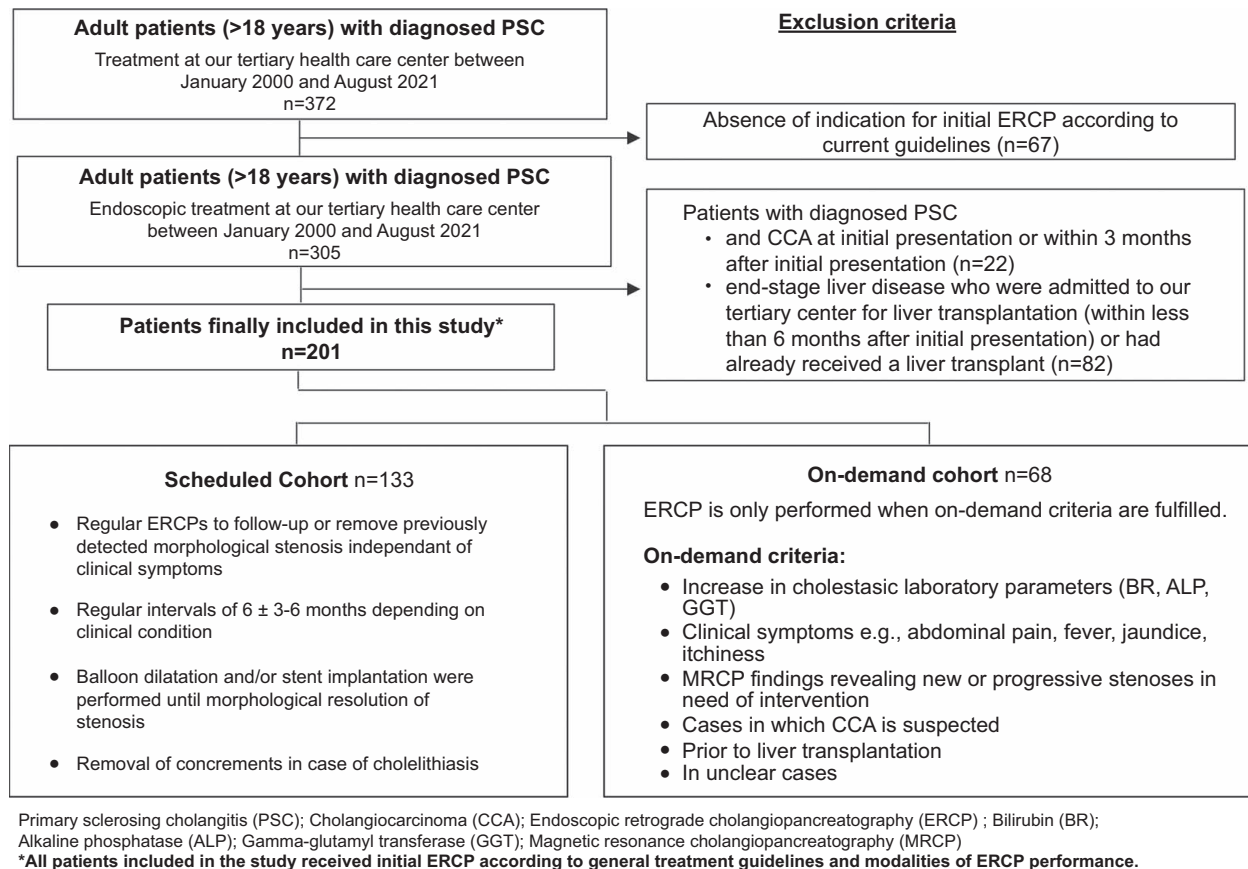 Adult patients (>18 years) with diagnosed PSC
Treatment at our tertiary health care center between
January 2000 and August 2021
n=372
Exclusion criteria
Absence of indication for initial ERCP according to
current guidelines (n=67)
Adult patients (>18 years) with diagnosed PSC
Endoscopic treatment at our tertiary health care center
between January 2000 and August 2021
n=305
Patients with diagnosed PSC
• and CCA at initial presentation or within 3 months
after initial presentation (n=22)
• end-stage liver disease who were admitted to our
tertiary center for liver transplantation (within less
than 6 months after initial presentation) or had
already received a liver transplant (n=82)
Patients finally included in this study*
n=201
Scheduled Cohort n=133
• Regular ERCPs to follow-up or remove previously
detected morphological stenosis independant of
clinical symptoms
• Regular intervals of 6 ± 3-6 months depending on
clinical condition
• Balloon dilatation and/or stent implantation were
performed until morphological resolution of
stenosis
• Removal of concrements in case of cholelithiasis
On-demand cohort n=68
ERCP is only performed when on-demand criteria are fulfilled.
On-demand criteria:
• Increase in cholestasic laboratory parameters (BR, ALP,
GGT)
• Clinical symptoms e.g., abdominal pain, fever, jaundice,
itchiness
• MRCP findings revealing new or progressive stenoses in
need of intervention
• Cases in which CCA is suspected
• Prior to liver transplantation
• In unclear cases
Primary sclerosing cholangitis (PSC); Cholangiocarcinoma (CCA); Endoscopic retrograde cholangiopancreatography (ERCP) ; Bilirubin (BR);
Alkaline phosphatase (ALP); Gamma-glutamyl transferase (GGT); Magnetic resonance cholangiopancreatography (MRCP)
*All patients included in the study received initial ERCP according to general treatment guidelines and modalities of ERCP performance.